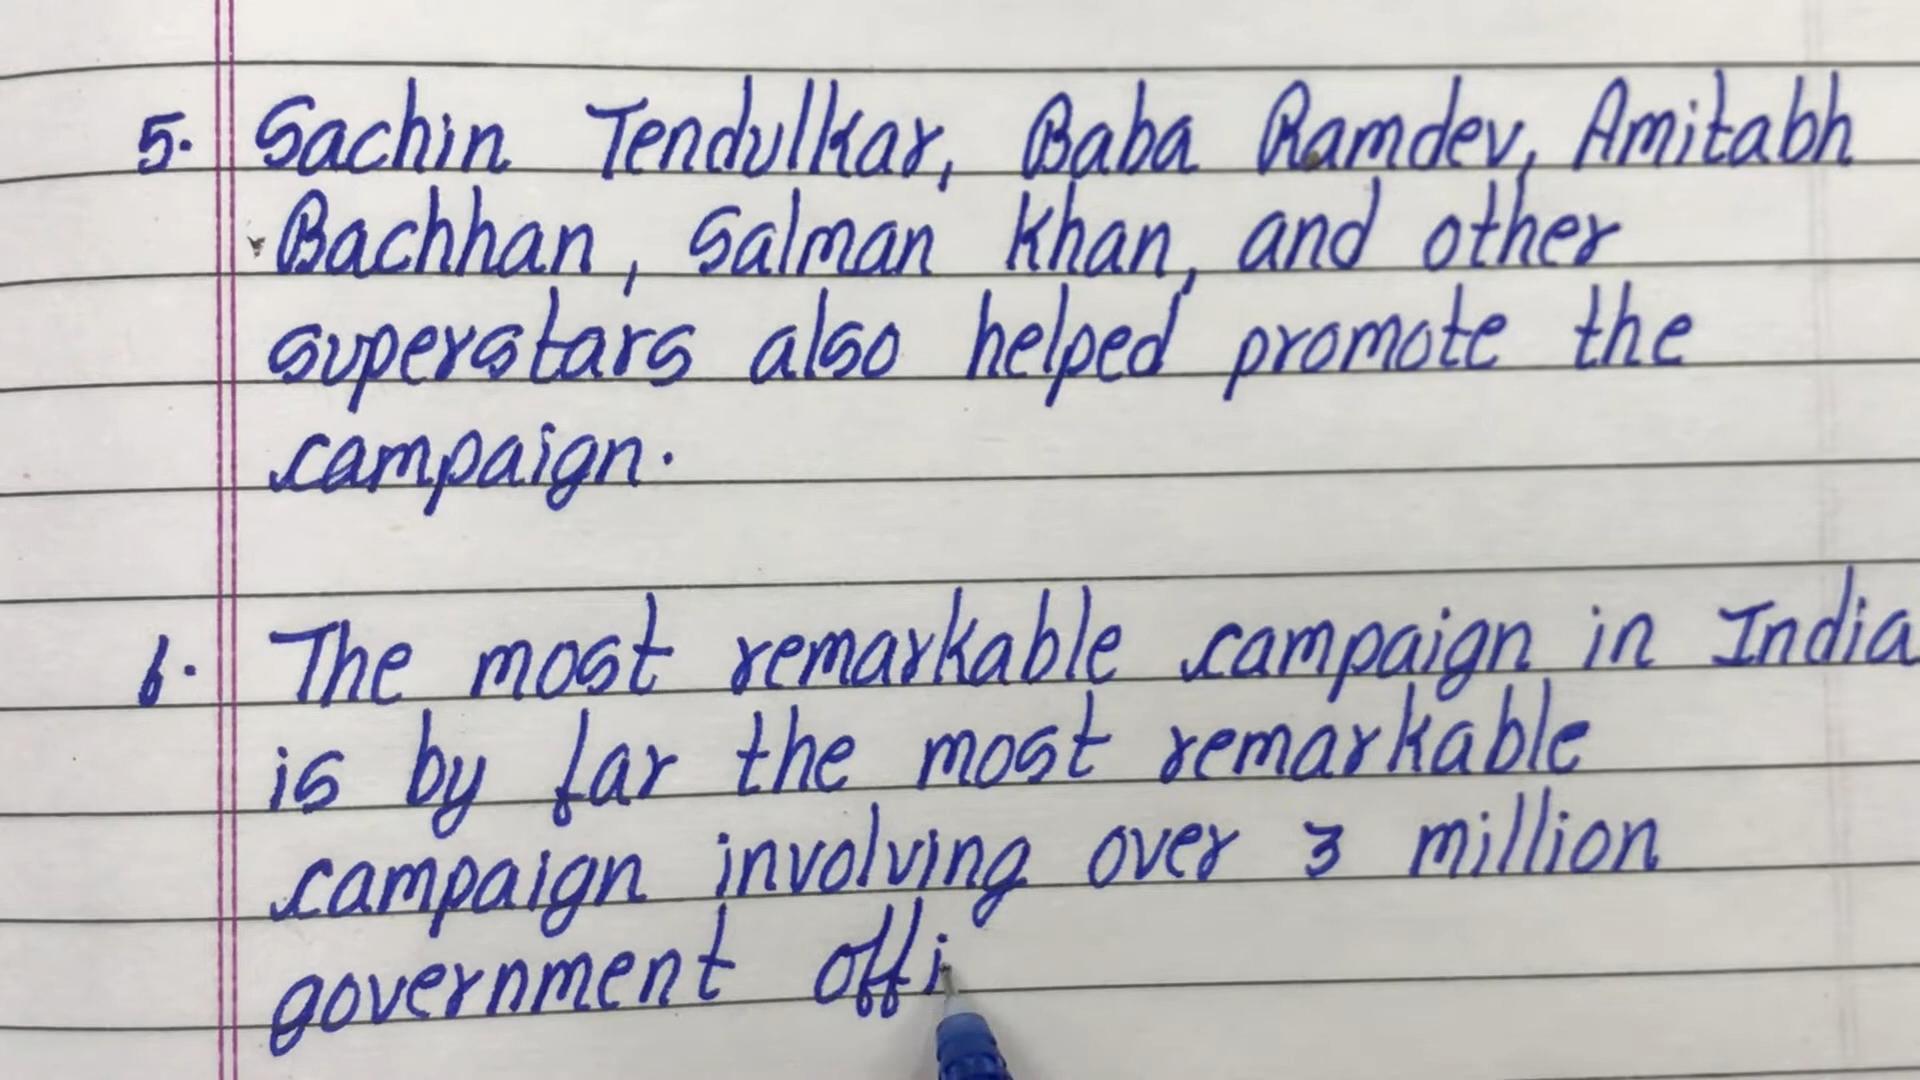 5. Sachin Tendulkar, Baba Ramdev, Amitabh
Bachhan, Salman Khan, and other
superstars also helped promote the
campaign.
6. The most remarkable campaign in India
is by far the most remarkable
campaign involving over 3 million
government offi